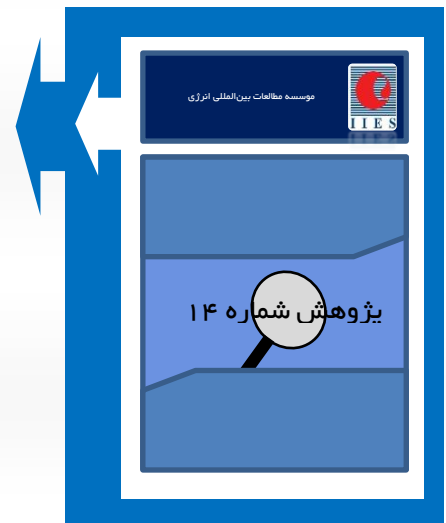 موسسه مطالعات بین‌المللی انرژی
IIES
پژوهش شماره ۱۴